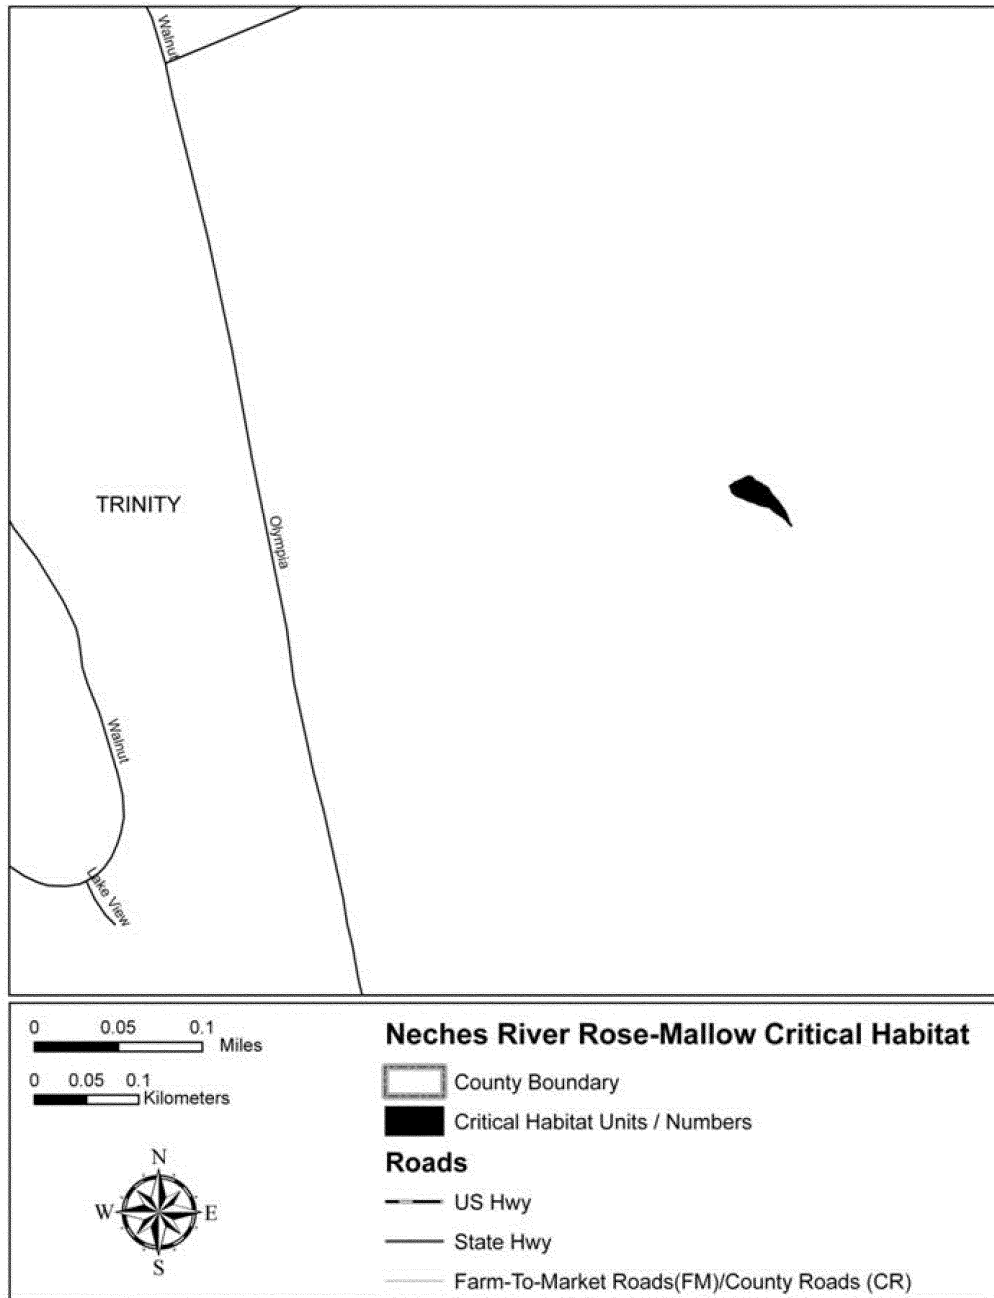 Walnut
TRINITY
Olympia
Walnut
Lake View
0 0.05 0.1
Miles
0 0.05 0.1
Kilometers
N
W E
S
Neches River Rose-Mallow Critical Habitat
County Boundary
Critical Habitat Units / Numbers
Roads
US Hwy
State Hwy
Farm-To-Market Roads(FM)/County Roads (CR)